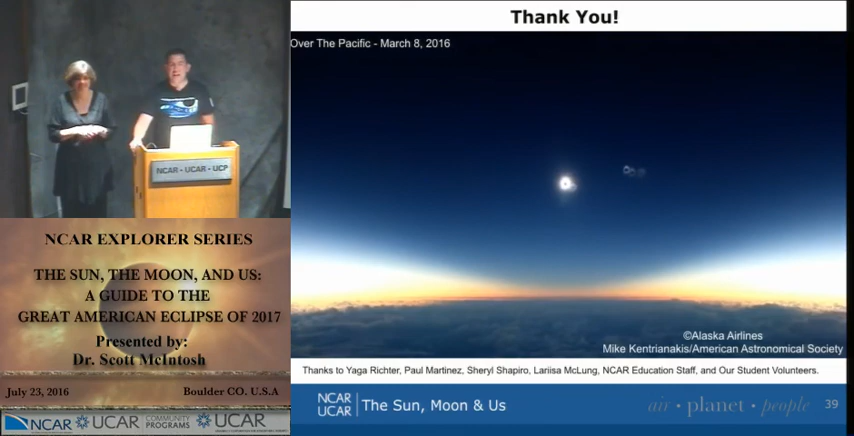 NCAR - UCAR - UCP
NCAR EXPLORER SERIES
THE SUN, THE MOON, AND US:
A GUIDE TO THE
GREAT AMERICAN ECLIPSE OF 2017
Presented by:
Dr. Scott McIntosh
July 23, 2016
Boulder CO. U.S.A
NCAR
UCAR
COMMUNITY
PROGRAMS
UCAR
Thank You!
Over The Pacific - March 8, 2016
©Alaska Airlines
Mike Kentrianakis/American Astronomical Society
Thanks to Yaga Richter, Paul Martinez, Sheryl Shapiro, Lariisa McLung, NCAR Education Staff, and Our Student Volunteers.
NCAR
UCAR
The Sun, Moon & Us
air • planet • people
39